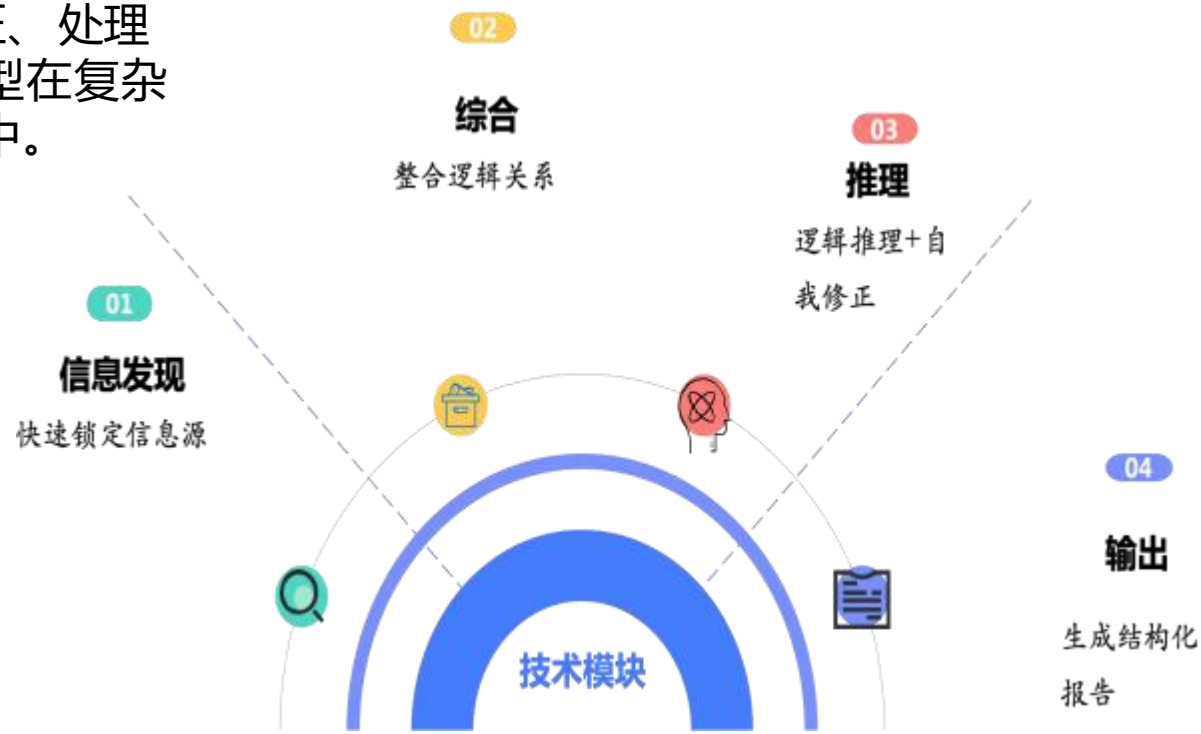 、处理
型在复杂
中。
01
信息发现
快速锁定信息源
02
综合
整合逻辑关系
03
推理
逻辑推理+自
我修正
04
输出
生成结构化
报告
技术模块